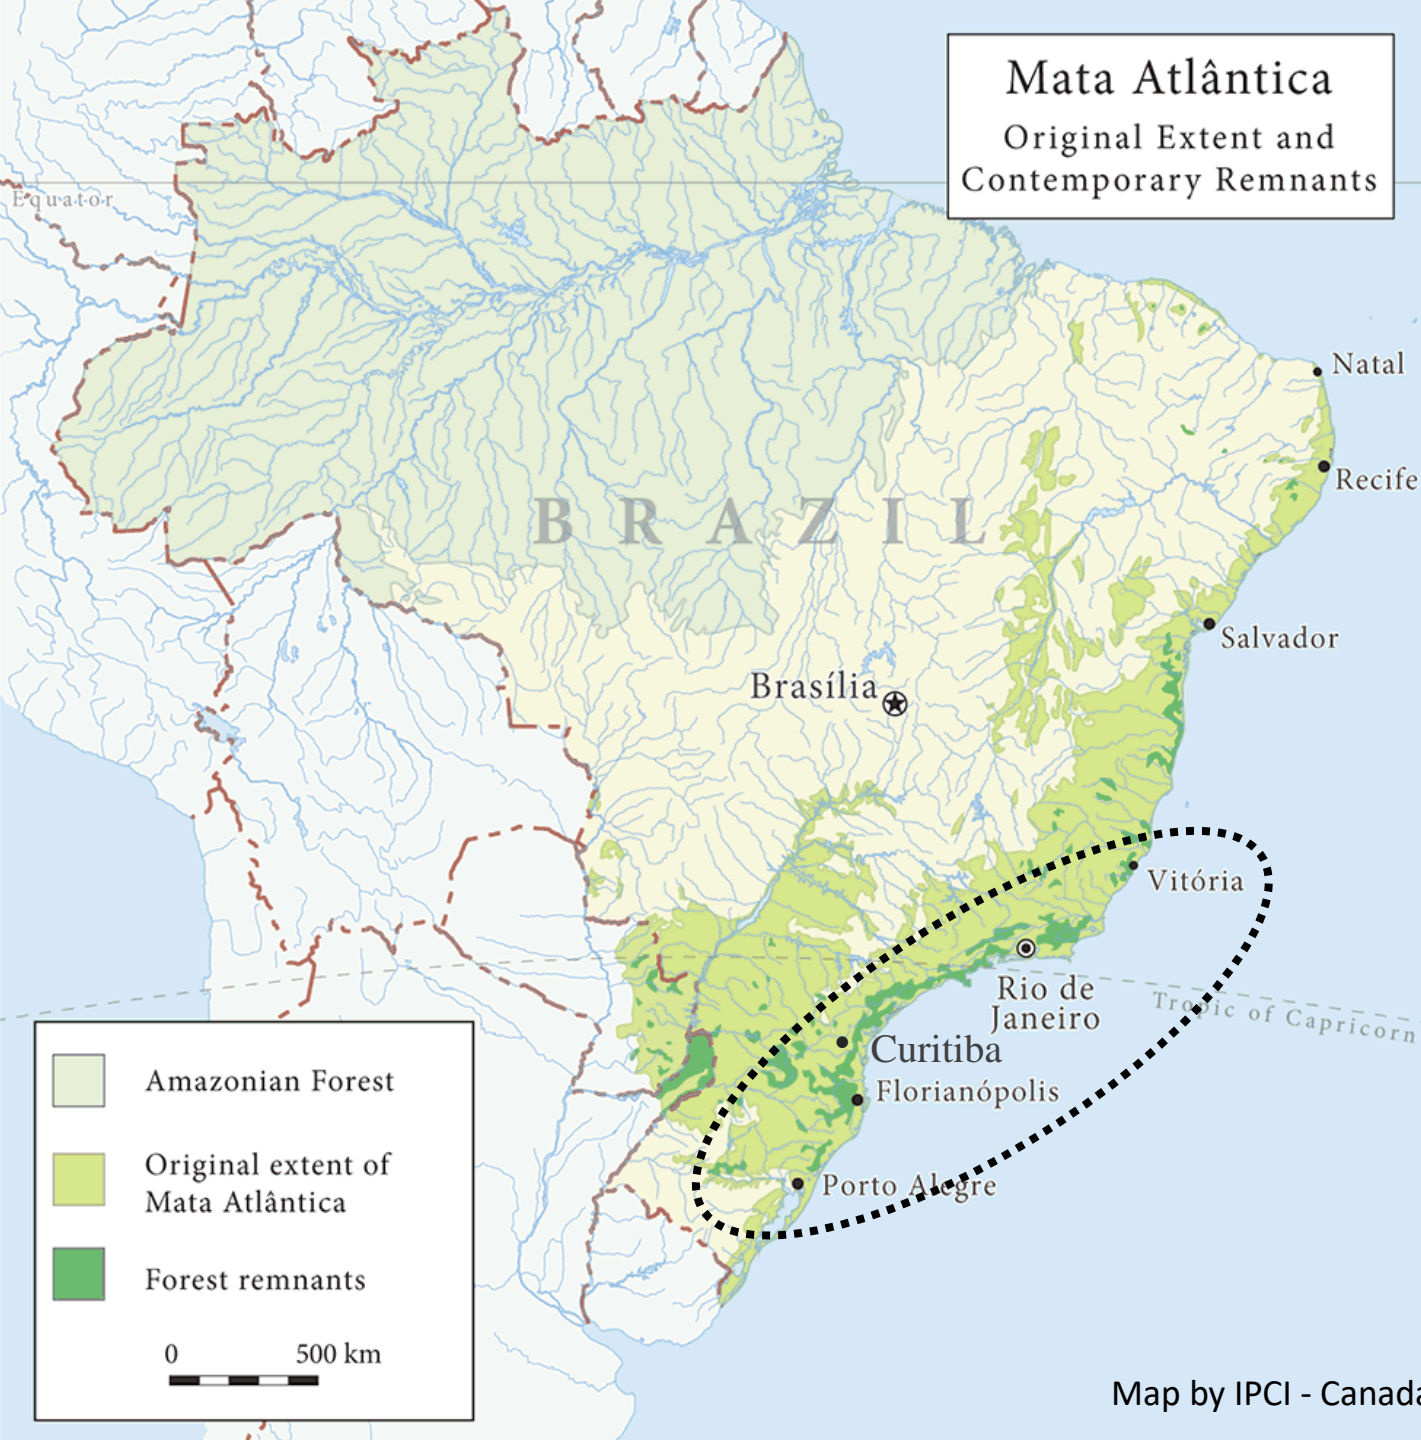 Mata Atlântica
Original Extent and
Contemporary Remnants
Equator
Natal
Recife
BRAZIL
Salvador
Brasília
Vitória
Rio de
Janeiro
Tropic of Capricorn
Curitiba
Florianópolis
Porto Alegre
Amazonian Forest
Original extent of
Mata Atlântica
Forest remnants
0 500 km
Map by IPCI - Canada